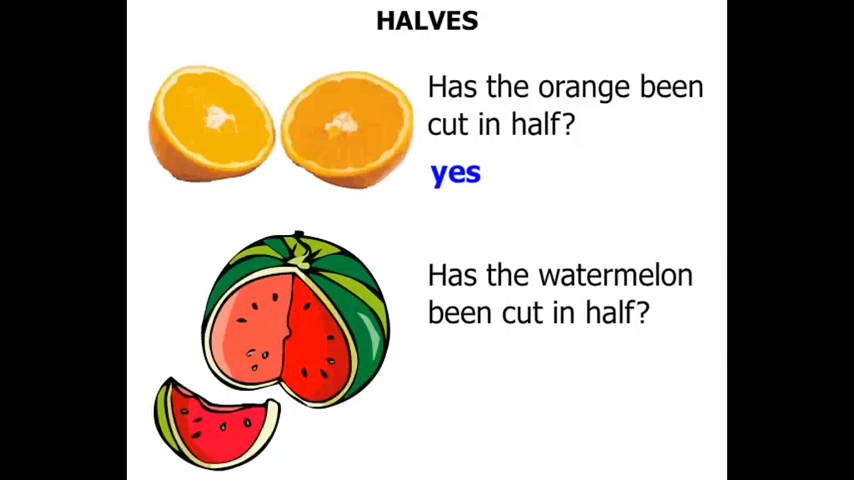 HALVES
Has the orange been
cut in half?
yes
Has the watermelon
been cut in half?